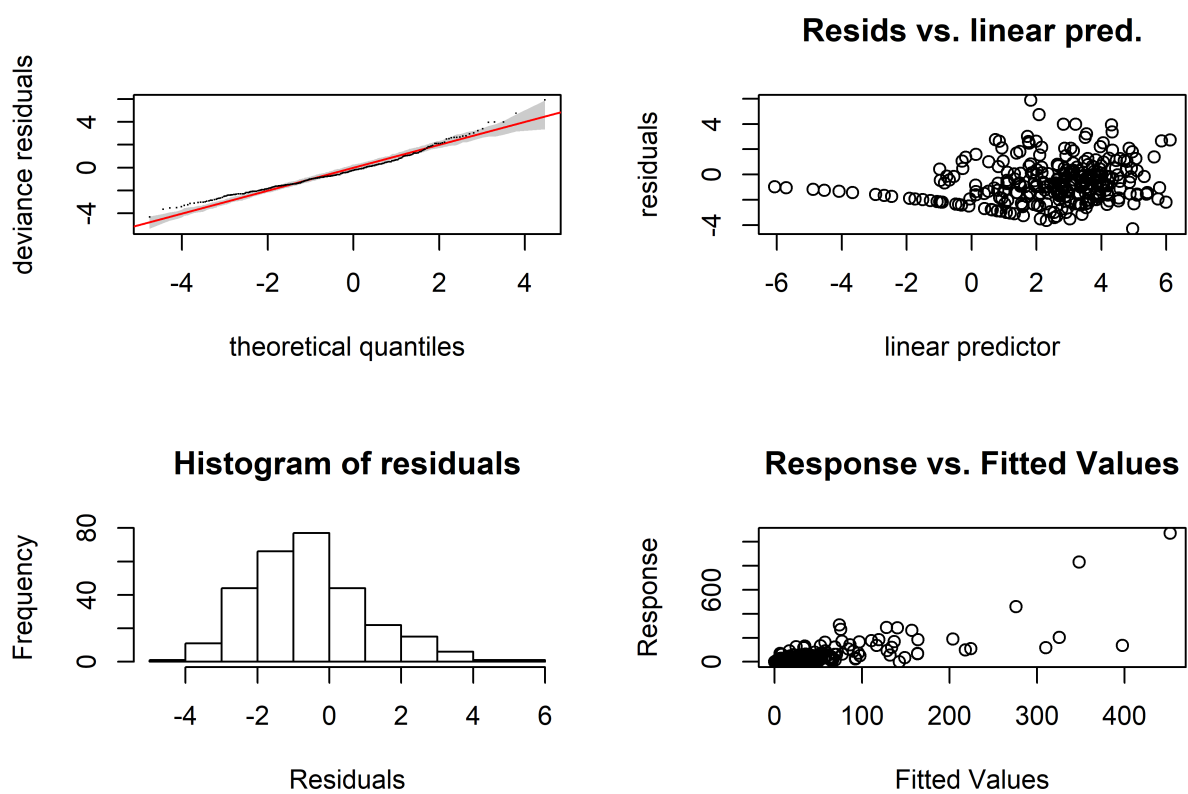 deviance residuals
4
0
-4
-4 -2 0 2 4
theoretical quantiles
Resids vs. linear pred.
residuals
4
0
-4
-6 -4 -2 0 2 4 6
linear predictor
Histogram of residuals
Frequency
80
40
0
-4 -2 0 2 4 6
Residuals
Response vs. Fitted Values
Response
600
0
0 100 200 300 400
Fitted Values